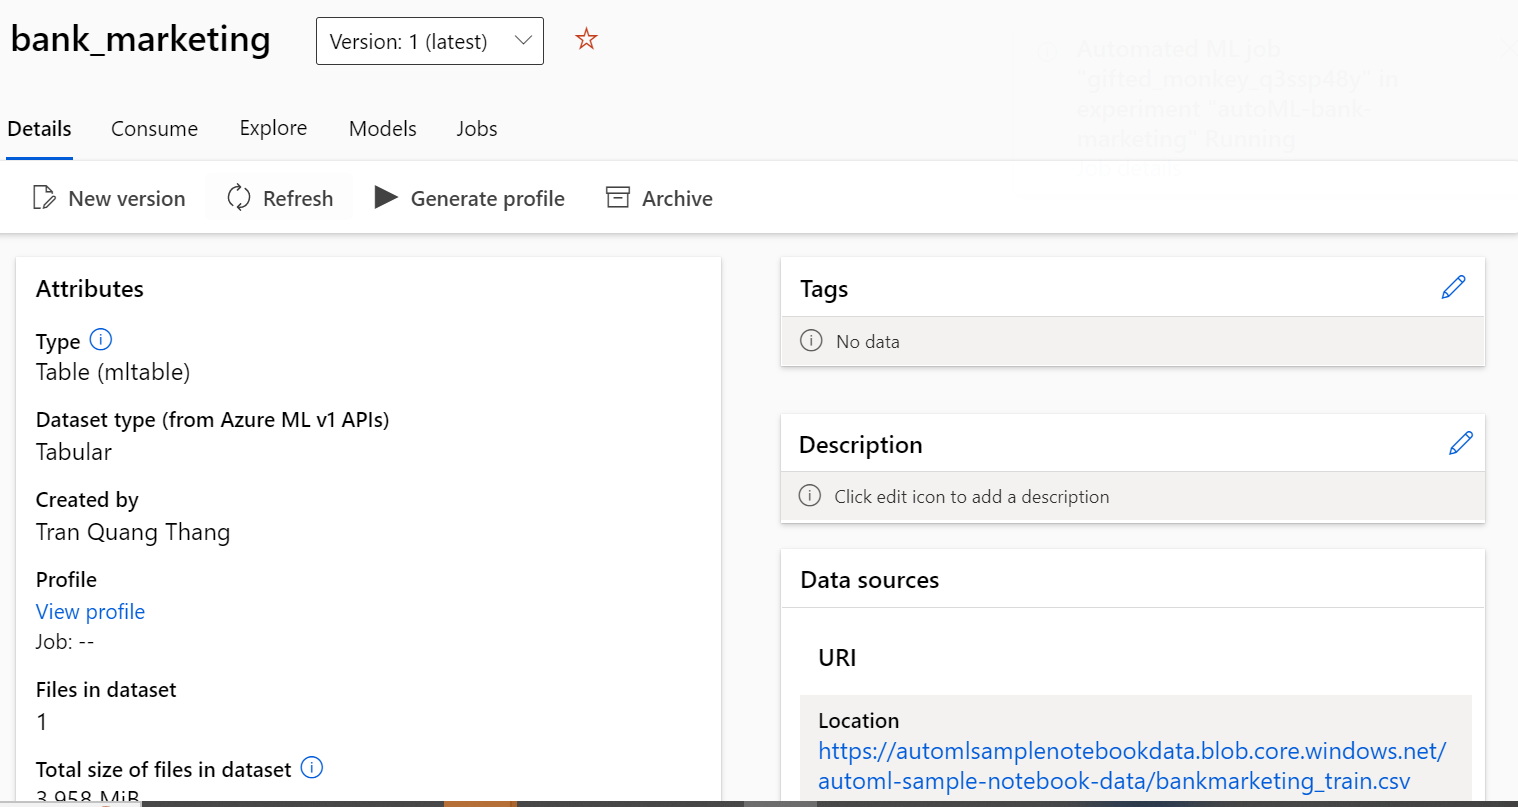 bank_marketing
Version: 1 (latest)
Automated ML job
"gifted_monkey_q3ssp48y" in
experiment "autoML-bank-
marketing" Running
Details
Consume
Explore
Models
Jobs
New version
Refresh
Generate profile
Archive
Attributes
Type
Table (mltable)
Dataset type (from Azure ML v1 APIs)
Tabular
Created by
Tran Quang Thang
Profile
View profile
Job: --
Files in dataset
1
Total size of files in dataset
3.958 MiB
Tags
No data
Description
Click edit icon to add a description
Data sources
URI
Location
https://automlsamplenotebookdata.blob.core.windows.net/
automl-sample-notebook-data/bankmarketing_train.csv